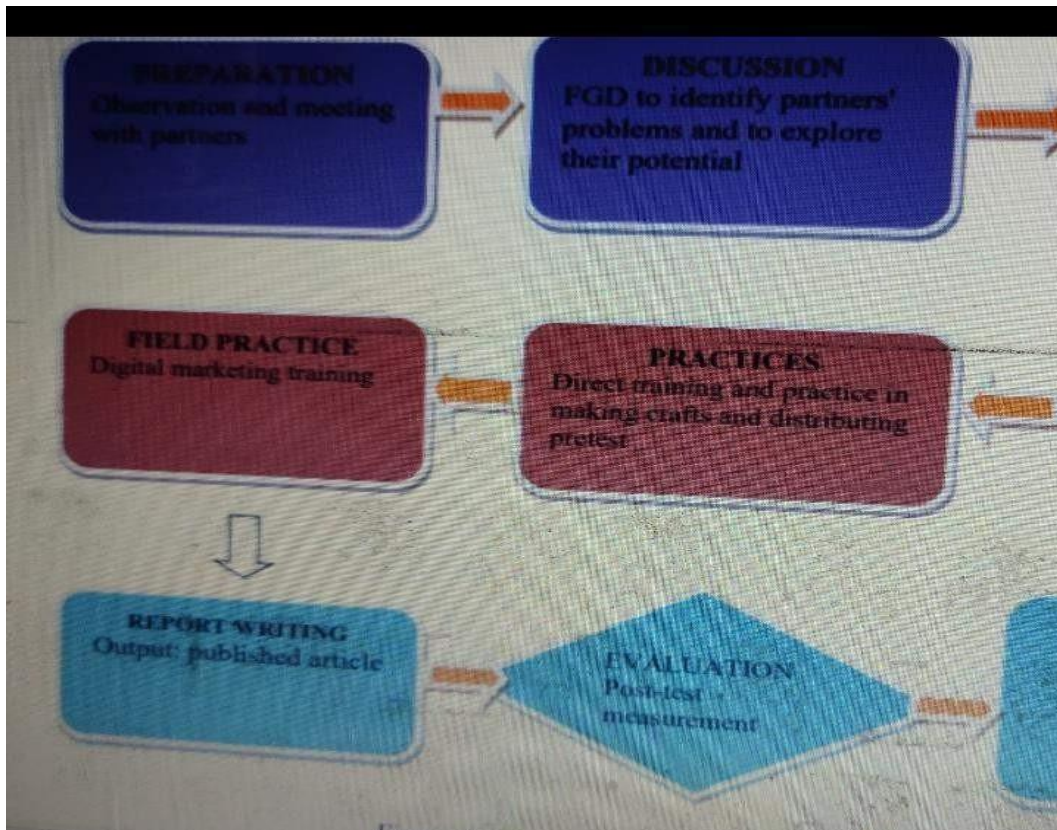 PREPARATION
Observation and meeting
with partners
DISCUSSION
FGD to identify partners'
problems and to explore
their potential
FIELD PRACTICE
Digital marketing training
PRACTICES
Direct training and practice in
making crafts and distributing
pretest
REPORT WRITING
Output: published article
EVALUATION
Post-test
measurement